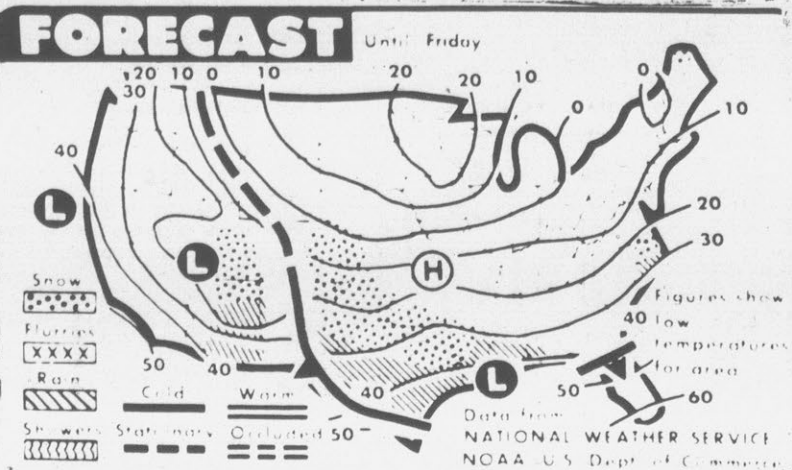 FORECAST Until Friday
20 10 0 10 20 20 10 0 0
30
10
40
20
30
L
L
H
Snow
Flurries
Rain
Showers
Cold
Warm
Stationary
Occluded
50 40
40
50
L
Figures show
40 low
temperatures
for area
50
60
Data from
NATIONAL WEATHER SERVICE
NOAA U S Dept of Commerce